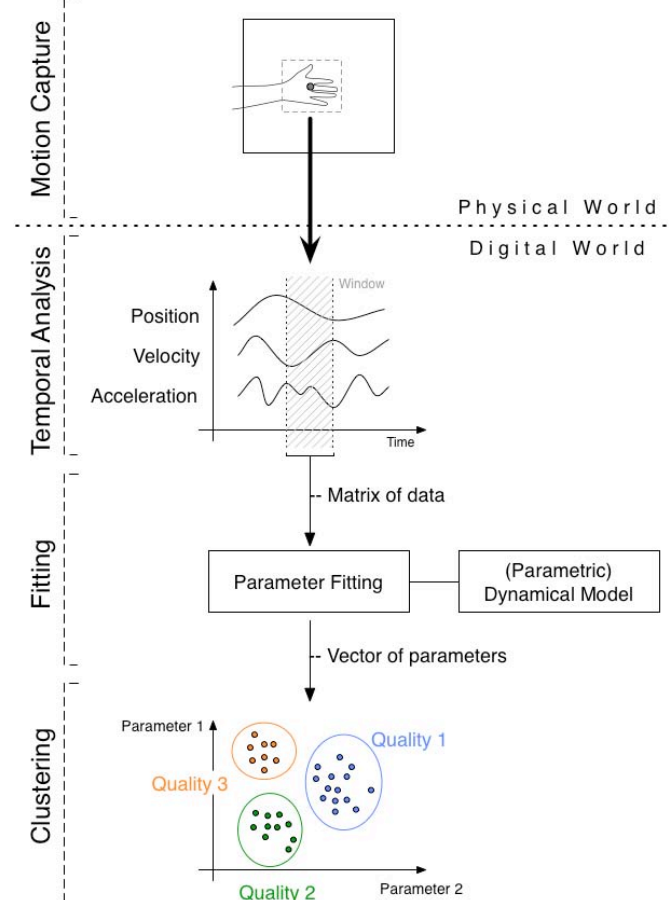 Motion Capture
Physical World
Digital World
Temporal Analysis
Window
Position
Velocity
Acceleration
Time
Matrix of data
Fitting
Parameter Fitting
(Parametric)
Dynamical Model
Vector of parameters
Clustering
Parameter 1
Quality 1
Quality 3
Quality 2
Parameter 2